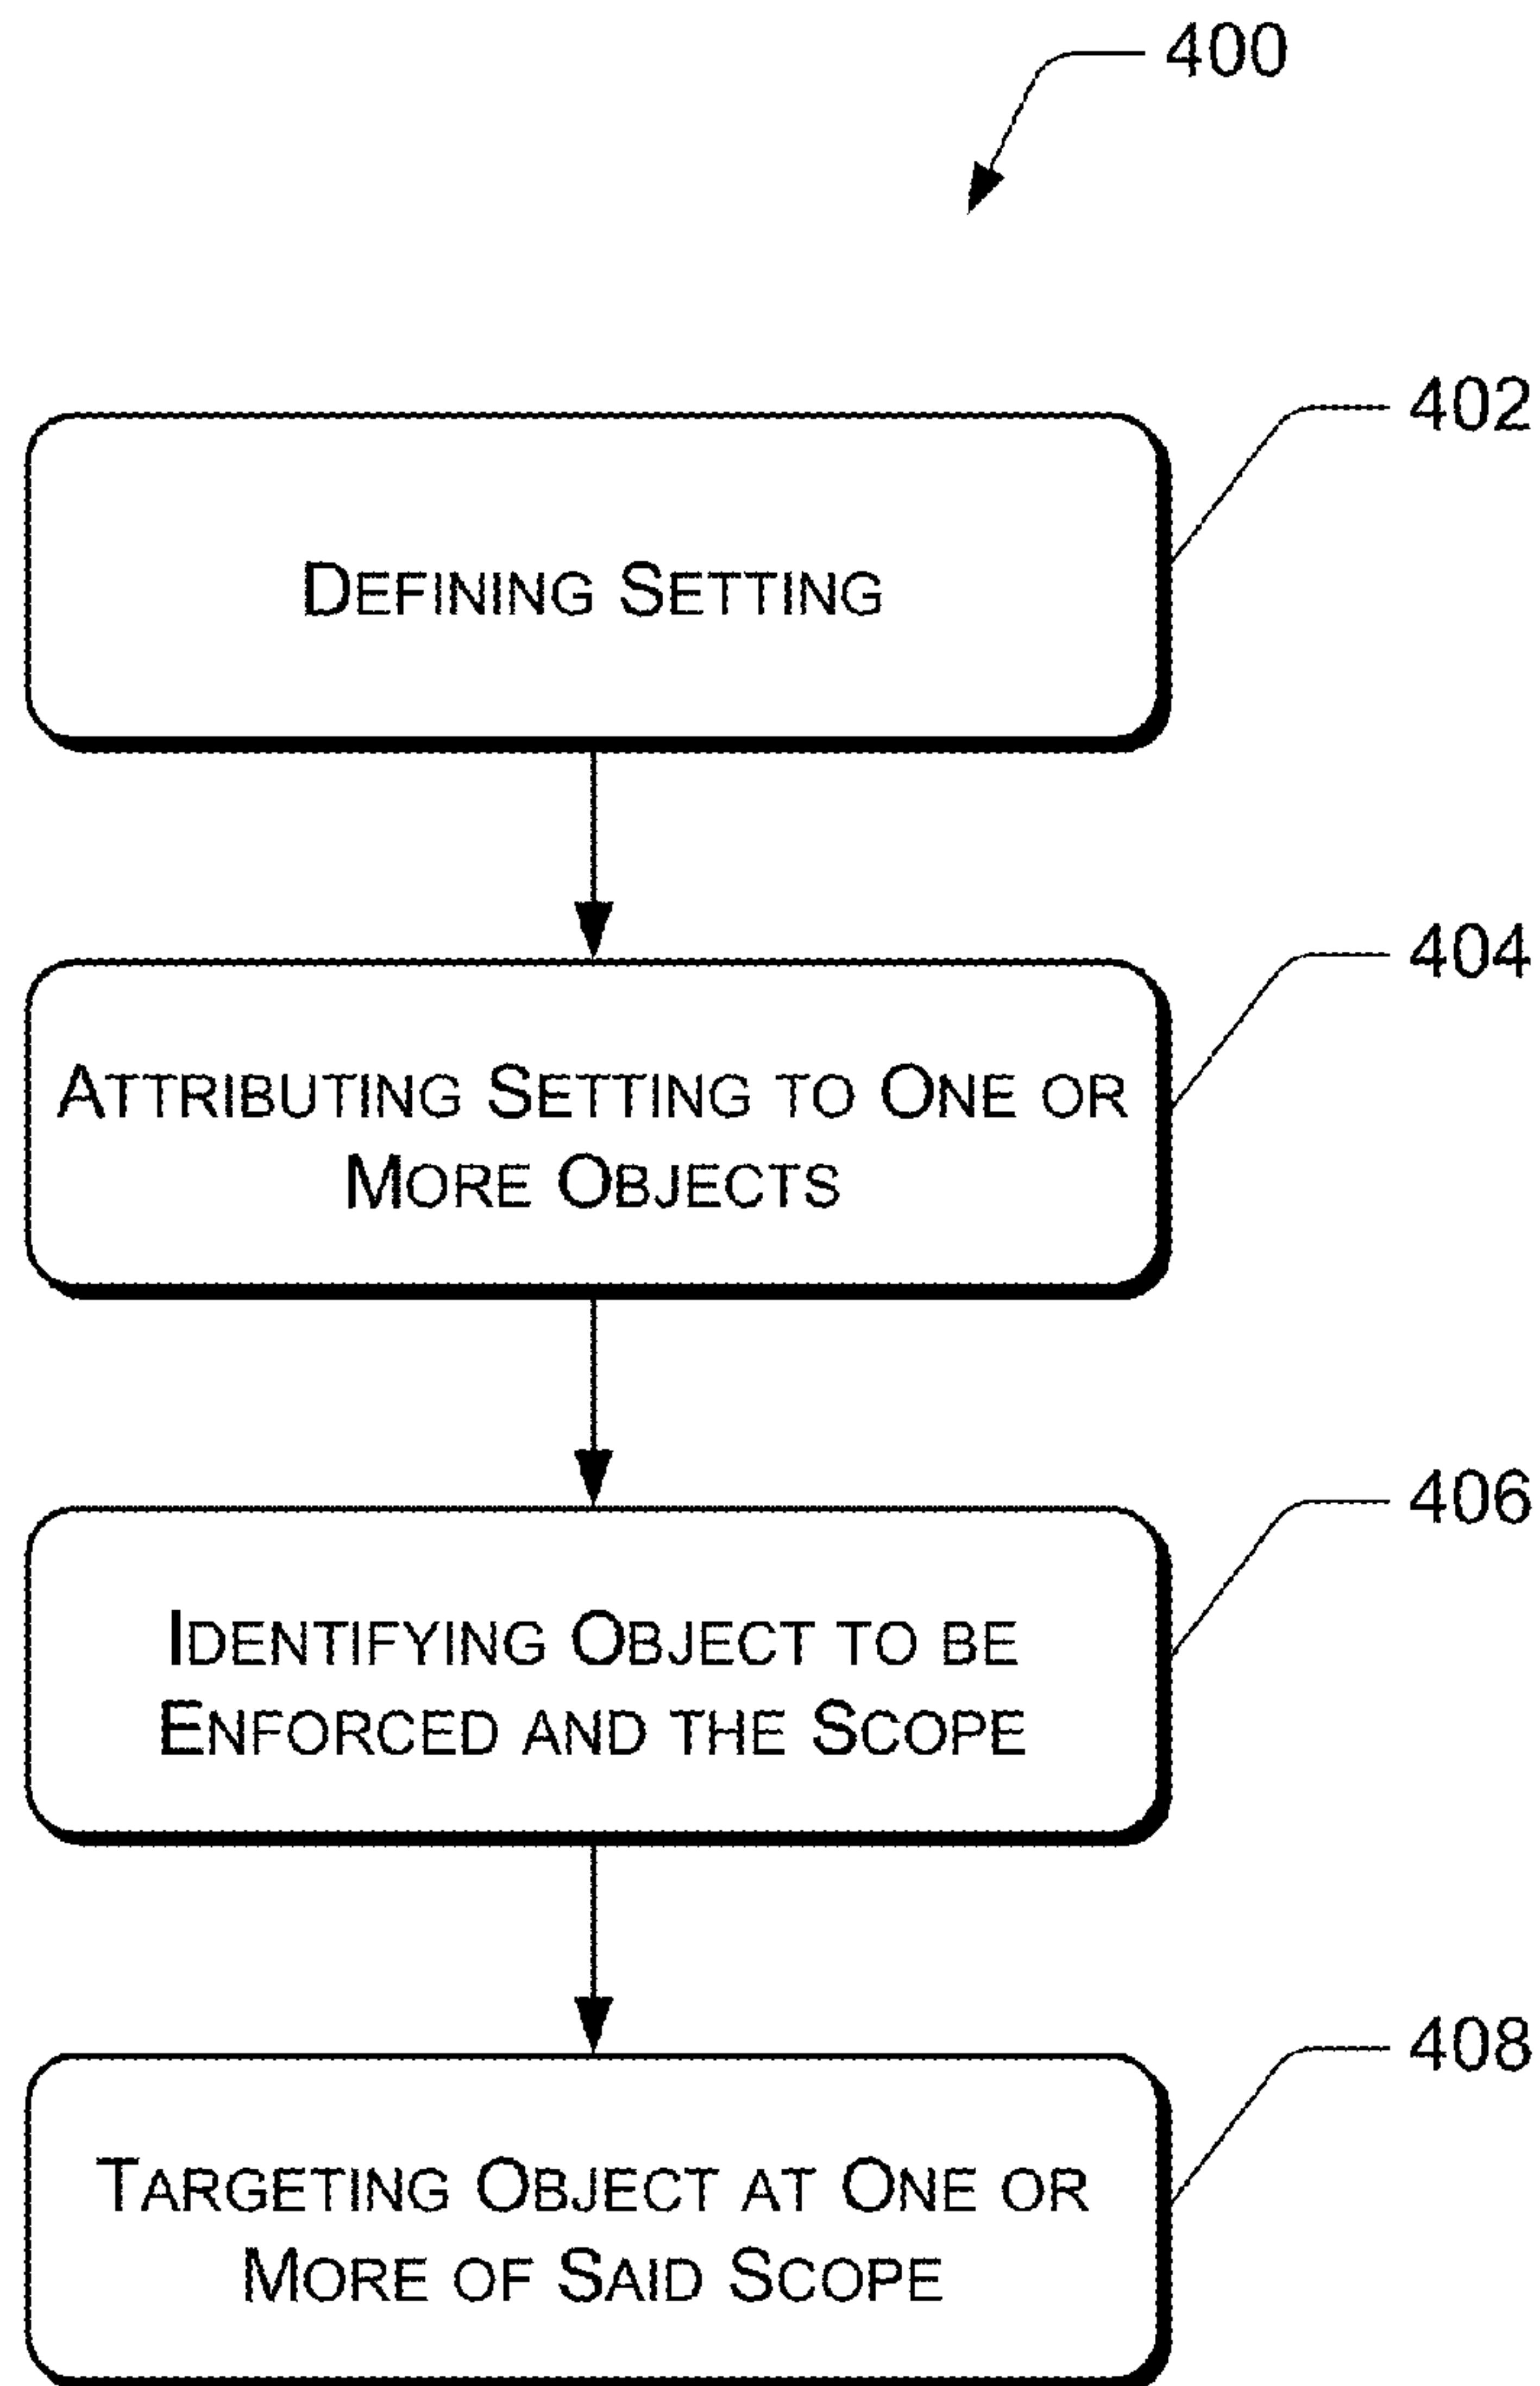 400
402
DEFINING SETTING
404
ATTRIBUTING SETTING TO ONE OR
MORE OBJECTS
406
IDENTIFYING OBJECT TO BE
ENFORCED AND THE SCOPE
408
TARGETING OBJECT AT ONE OR
MORE OF SAID SCOPE